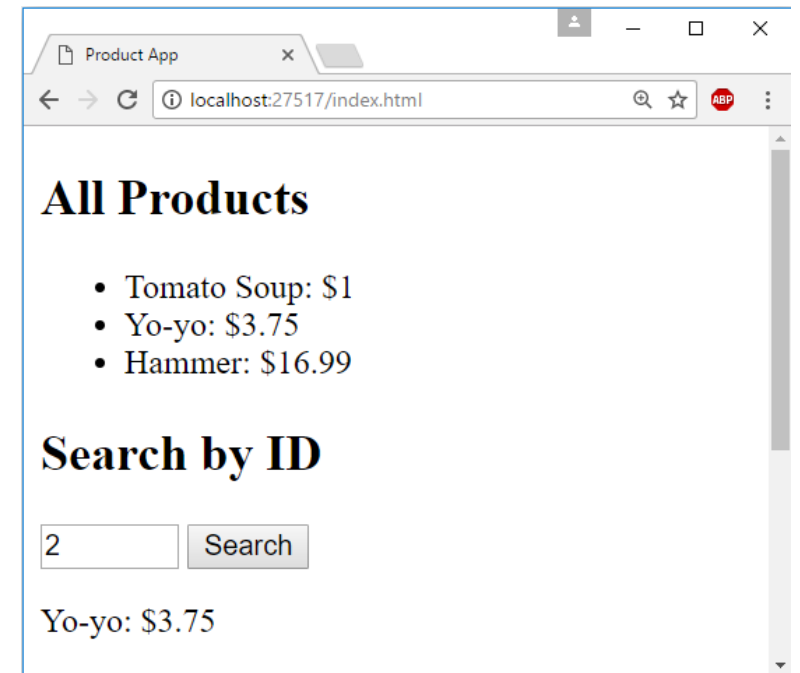 Product App
localhost:27517/index.html
ABP
All Products
Tomato Soup: $1
Yo-yo: $3.75
Hammer: $16.99
Search by ID
2 Search
Yo-yo: $3.75